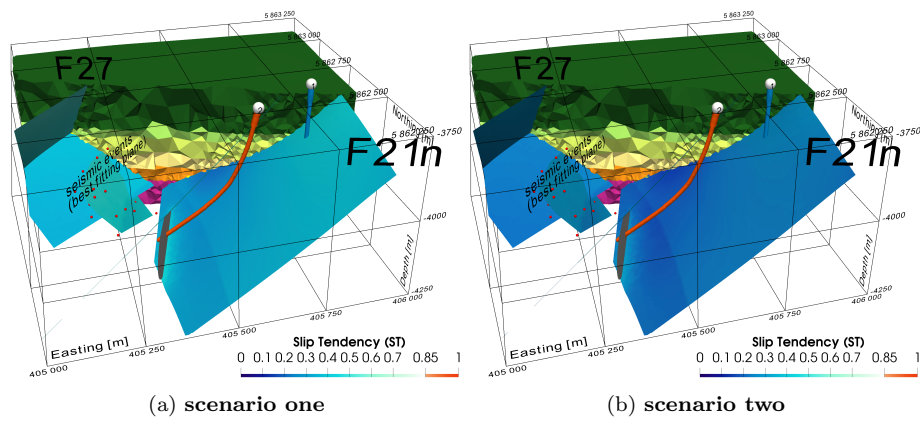 5 863 250
5 863 000
5 862 750
5 862 500
5 862 250
Northing [m]
-3750
F27
F21n
seismic events
(best fitting plane)
2
1
-4000
Depth [m]
-4250
406 000
405 750
405 500
405 250
405 000
Easting [m]
Slip Tendency (ST)
0 0.1 0.2 0.3 0.4 0.5 0.6 0.7 0.85 1
(a) scenario one
5 863 250
5 863 000
5 862 750
5 862 500
5 862 250
Northing [m]
-3750
F27
F21n
seismic events
(best fitting plane)
2
1
-4000
Depth [m]
-4250
406 000
405 750
405 500
405 250
405 000
Easting [m]
Slip Tendency (ST)
0 0.1 0.2 0.3 0.4 0.5 0.6 0.7 0.85 1
(b) scenario two